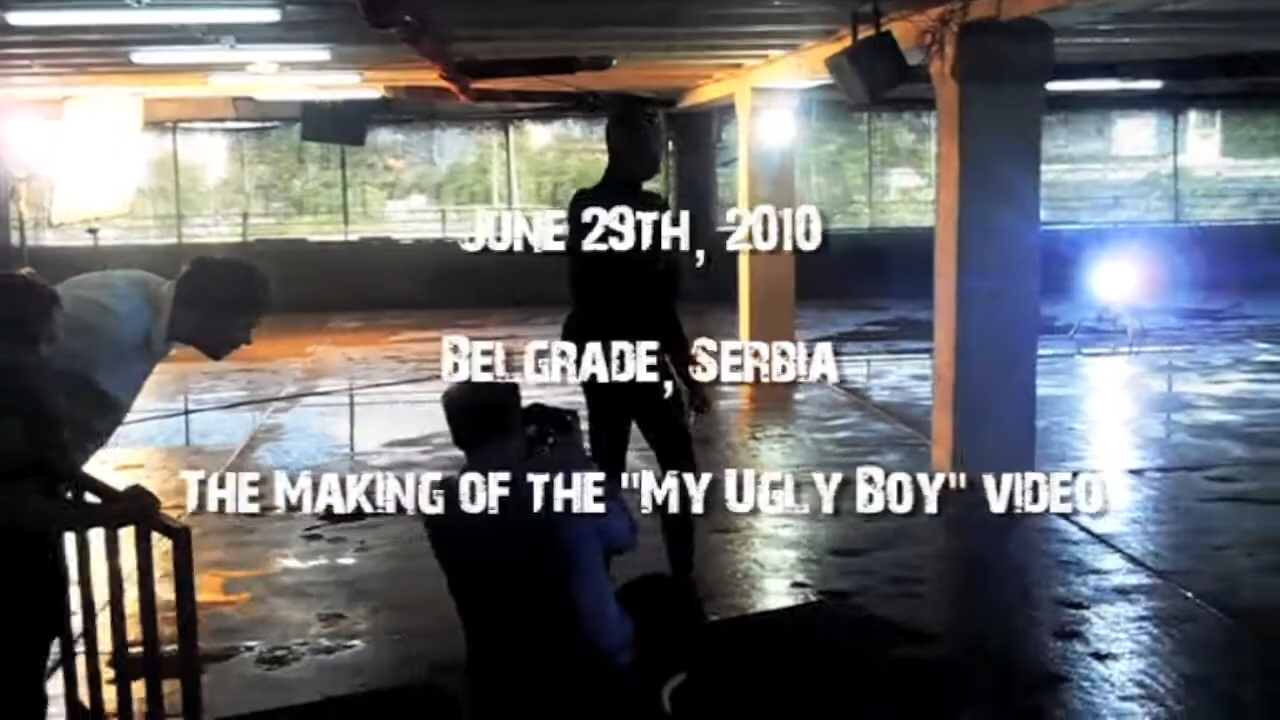 June 29th, 2010
Belgrade, Serbia
The making of the "My Ugly Boy" video